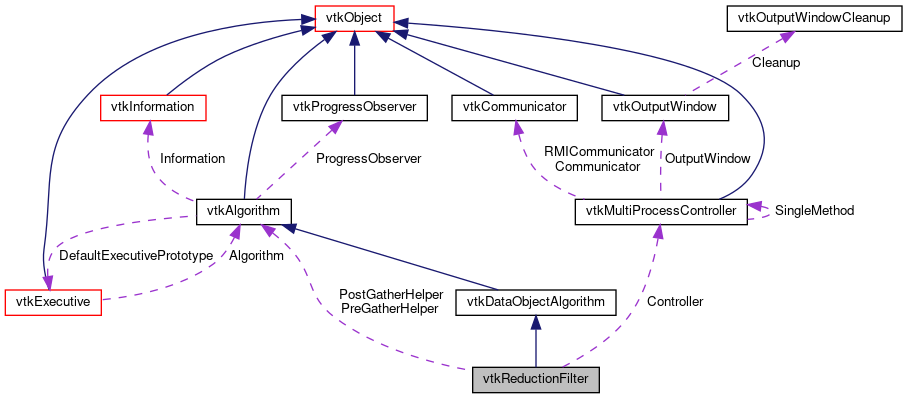 vtkObject
vtkOutputWindowCleanup
Cleanup
vtkInformation
vtkProgressObserver
vtkCommunicator
vtkOutputWindow
Information
ProgressObserver
RMICommunicator
Communicator
OutputWindow
vtkAlgorithm
vtkMultiProcessController
SingleMethod
DefaultExecutivePrototype
Algorithm
vtkExecutive
PostGatherHelper
PreGatherHelper
vtkDataObjectAlgorithm
Controller
vtkReductionFilter